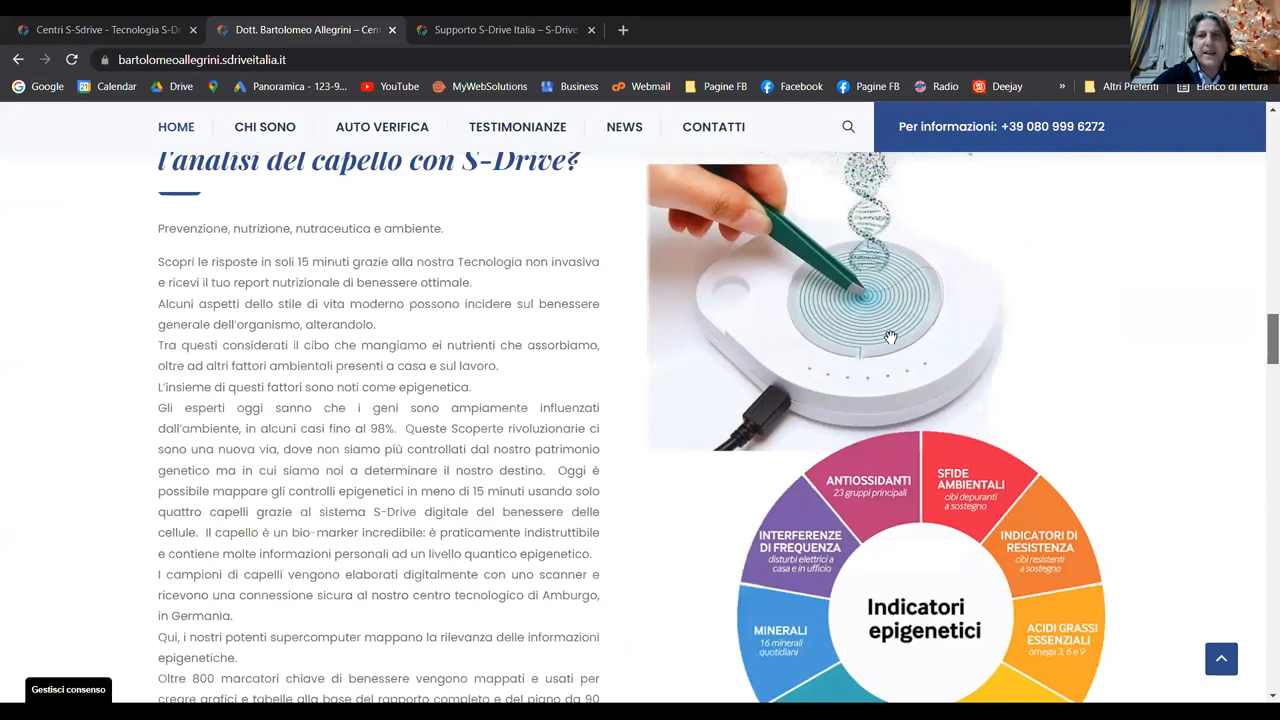 Centri S-Sdrive - Tecnologia S-D
Dott. Bartolomeo Allegrini – Cen
Supporto S-Drive Italia – S-Drive
bartolomeoallegrini.sdriveitalia.it
Google Calendar Drive Panoramica - 123-9... YouTube MyWebSolutions Business Webmail Pagine FB Facebook Pagine FB Radio Deejay » Altri Preferiti Elenco di lettura
HOME CHI SONO AUTO VERIFICA TESTIMONIANZE NEWS CONTATTI Per informazioni: +39 080 999 6272
l'analisi del capello con S-Drive?
Prevenzione, nutrizione, nutraceutica e ambiente.
Scopri le risposte in soli 15 minuti grazie alla nostra Tecnologia non invasiva
e ricevi il tuo report nutrizionale di benessere ottimale.
Alcuni aspetti dello stile di vita moderno possono incidere sul benessere
generale dell'organismo, alterandolo.
Tra questi considerati il cibo che mangiamo ei nutrienti che assorbiamo,
oltre ad altri fattori ambientali presenti a casa e sul lavoro.
L'insieme di questi fattori sono noti come epigenetica.
Gli esperti oggi sanno che i geni sono ampiamente influenzati
dall'ambiente, in alcuni casi fino al 98%. Queste Scoperte rivoluzionarie ci
sono una nuova via, dove non siamo più controllati dal nostro patrimonio
genetico ma in cui siamo noi a determinare il nostro destino. Oggi è
possibile mappare gli controlli epigenetici in meno di 15 minuti usando solo
quattro capelli grazie al sistema S-Drive digitale del benessere delle
cellule. Il capello è un bio-marker incredibile: è praticamente indistruttibile
e contiene molte informazioni personali ad un livello quantico epigenetico.
I campioni di capelli vengono elaborati digitalmente con uno scanner e
ricevono una connessione sicura al nostro centro tecnologico di Amburgo,
in Germania.
Qui, i nostri potenti supercomputer mappano la rilevanza delle informazioni
epigenetiche.
Oltre 800 marcatori chiave di benessere vengono mappati e usati per
creare grafici e tabelle alla base del rapporto completo e del piano da 90
ANTIOSSIDANTI
23 gruppi principali
SFIDE
AMBIENTALI
cibi depuranti
a sostegno
INTERFERENZE
DI FREQUENZA
disturbi elettrici a
casa e in ufficio
INDICATORI DI
RESISTENZA
cibi resistenti
a sostegno
MINERALI
16 minerali
quotidiani
Indicatori
epigenetici
ACIDI GRASSI
ESSENZIALI
omega 3, 6 e 9
Gestisci consenso